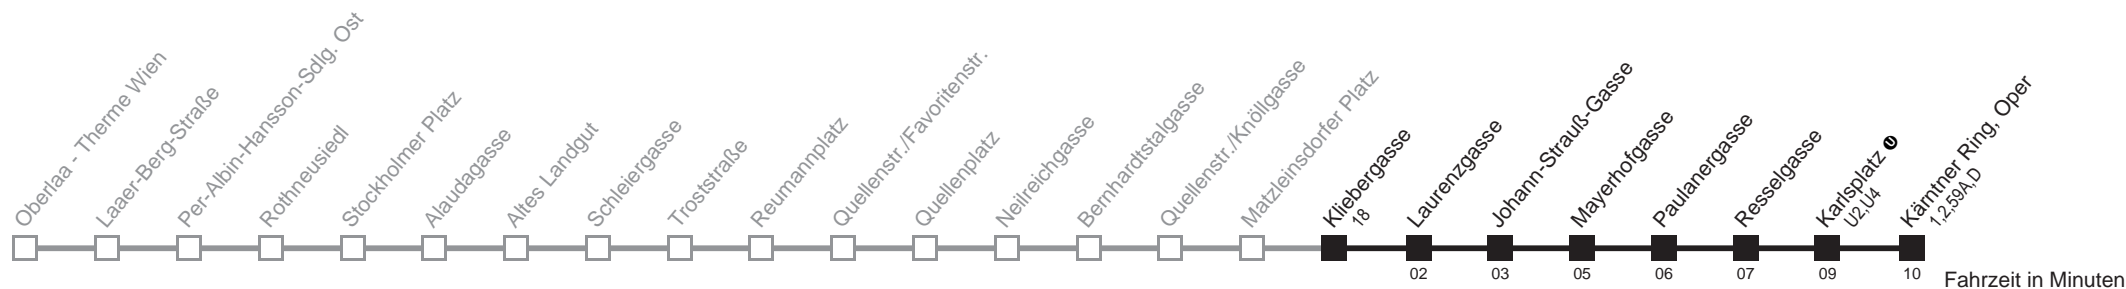 Oberlaa - Therme Wien
Laaer-Berg-Straße
Per-Albin-Hansson-Sdlg. Ost
Rothneusiedl
Stockholmer Platz
Alaudagasse
Altes Landgut
Schleiergasse
Troststraße
Reumannplatz
Quellenstr./Favoritenstr.
Quellenplatz
Neilreichgasse
Bernhardtstalgasse
Quellenstr./Knöllgasse
Matzleinsdorfer Platz
Kliebergasse
18
Laurenzgasse
Johann-Strauß-Gasse
Mayerhofgasse
Paulanergasse
Resselgasse
Karlsplatz U
U2,U4
Kärntner Ring, Oper
1,2,59A,D
02 03 05 06 07 09 10 Fahrzeit in Minuten